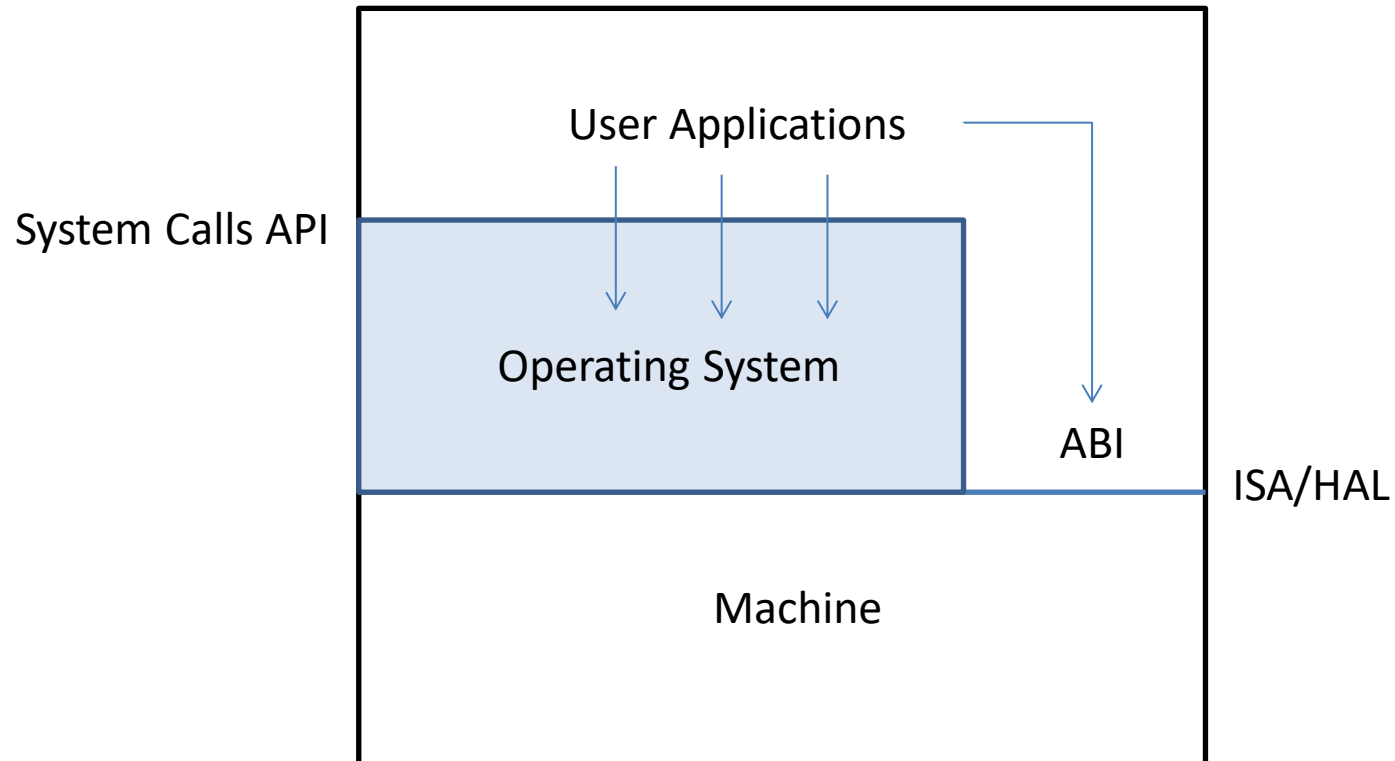 User Applications
System Calls API
Operating System
ABI
ISA/HAL
Machine